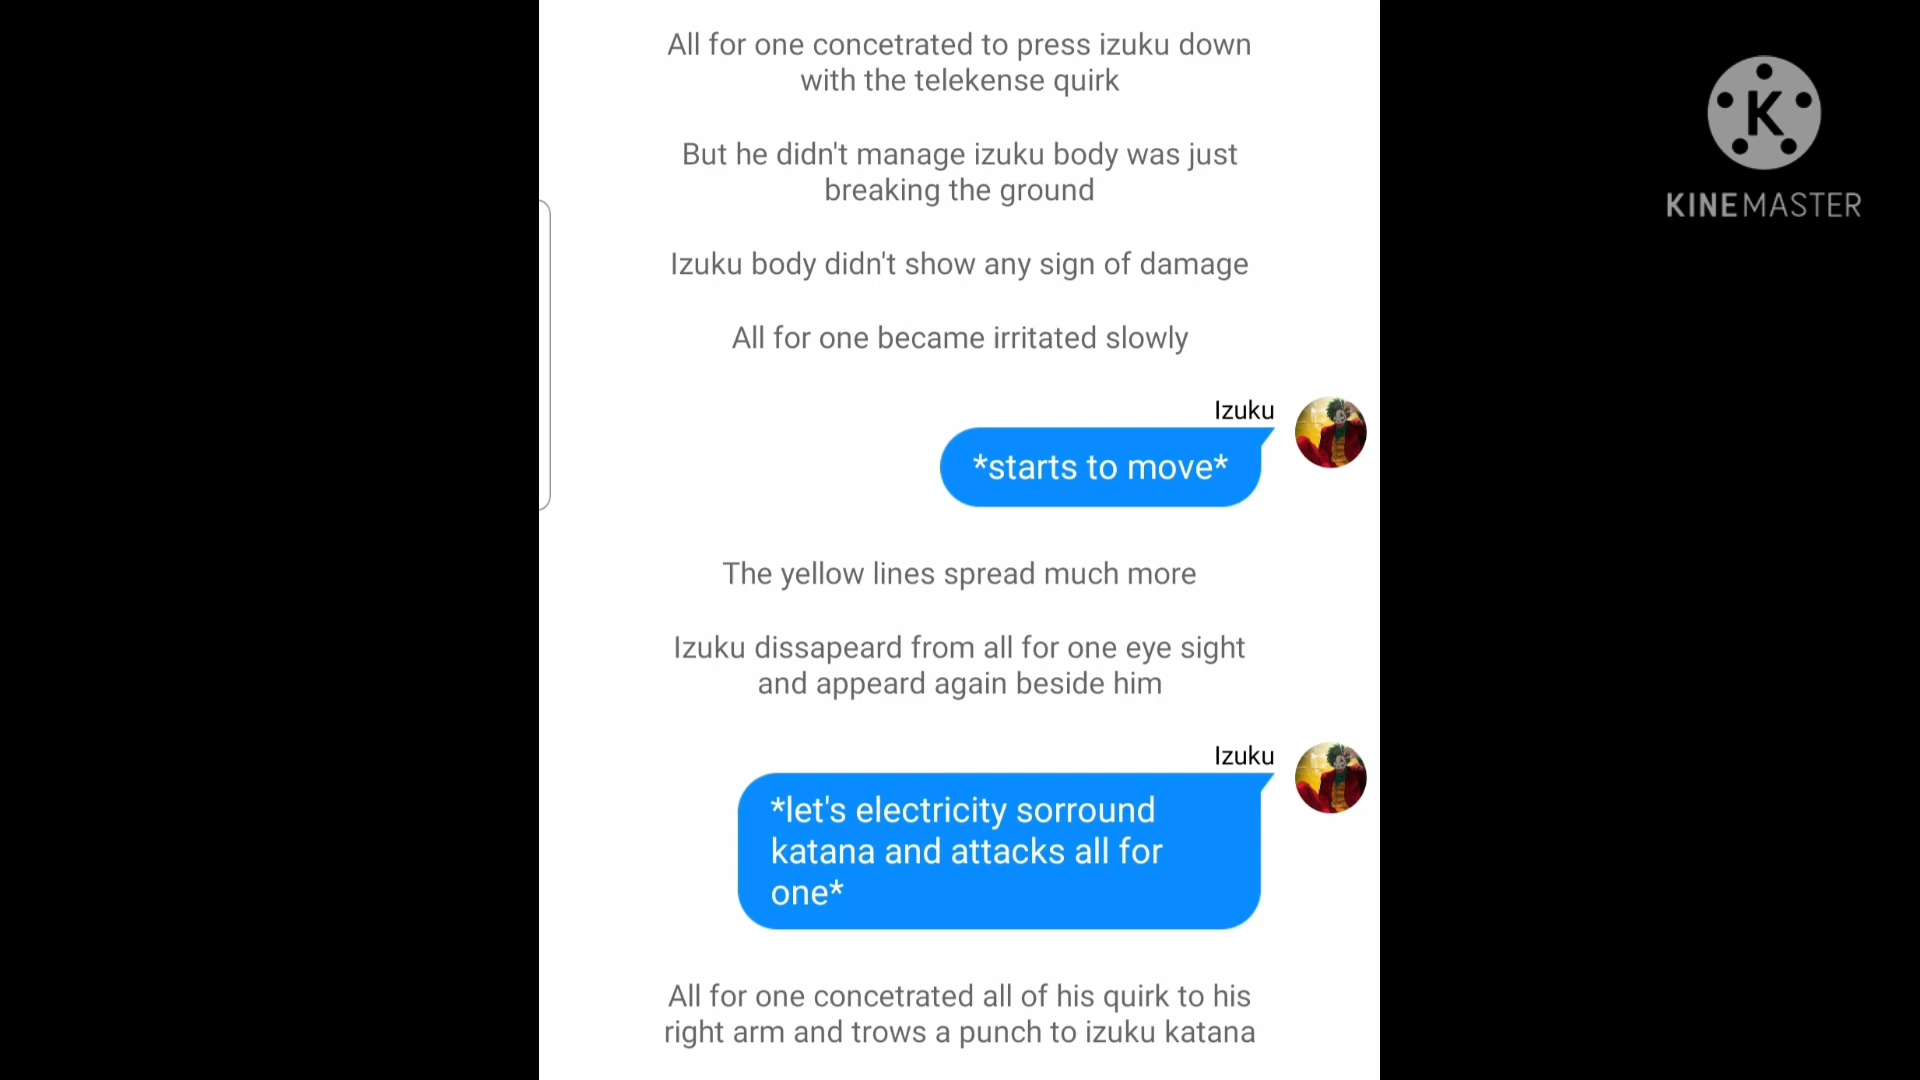 All for one concetrated to press izuku down
with the telekense quirk
But he didn't manage izuku body was just
breaking the ground
Izuku body didn't show any sign of damage
All for one became irritated slowly
Izuku
*starts to move*
The yellow lines spread much more
Izuku dissapeard from all for one eye sight
and appeard again beside him
Izuku
*let's electricity sorround
katana and attacks all for
one*
All for one concetrated all of his quirk to his
right arm and trows a punch to izuku katana
K
KINEMASTER